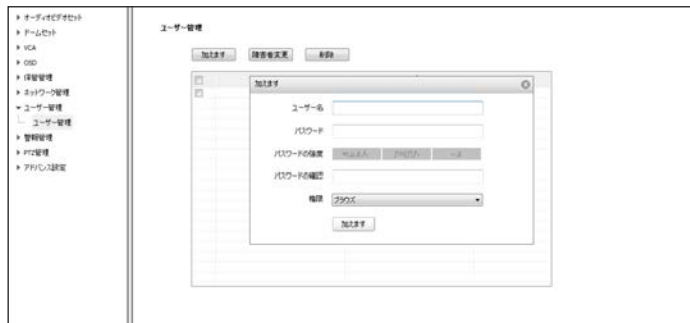 オーディオビデオセット
ドームセット
VCA
OSD
保管管理
ネットワーク管理
ユーザー管理
ユーザー管理
警報管理
PTZ管理
アドバンス設定
ユーザー管理
加えます
障害者変更
削除
加えます
ユーザー名
パスワード
パスワードの強度
パスワードの確認
権限
ブラウズ
加えます